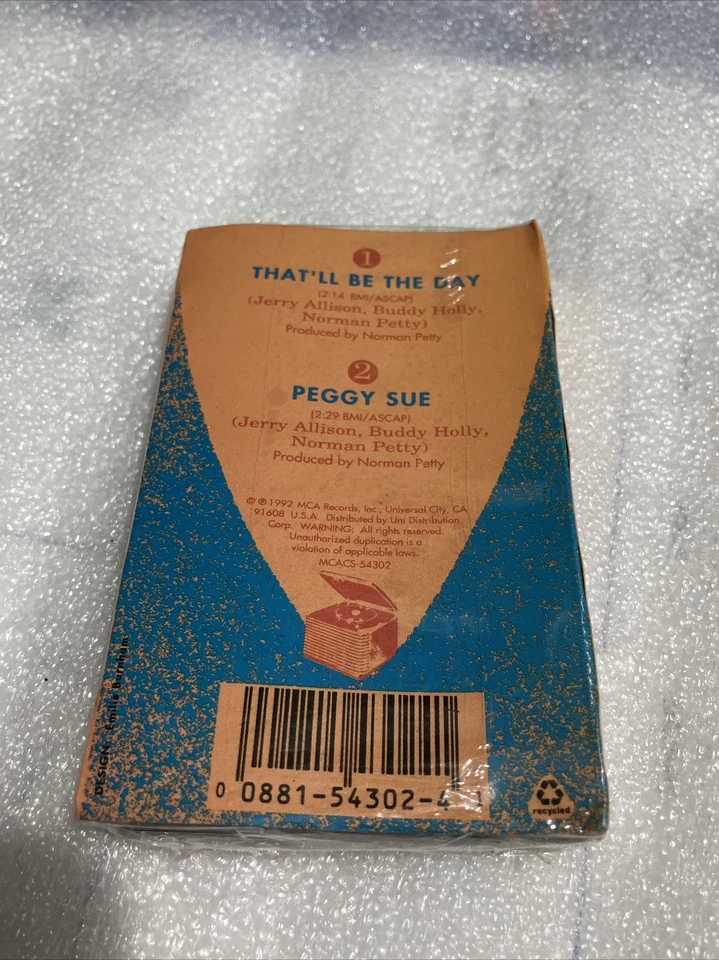 1
THAT'LL BE THE DAY
(2:14 BMI/ASCAP)
(Jerry Allison, Buddy Holly,
Norman Petty)
Produced by Norman Petty
2
PEGGY SUE
(2:29 BMI/ASCAP)
(Jerry Allison, Buddy Holly,
Norman Petty)
Produced by Norman Petty
© ℗ 1992 MCA Records, Inc., Universal City, CA
91608 U.S.A. Distributed by Uni Distribution
Corp. WARNING: All rights reserved.
Unauthorized duplication is a
violation of applicable laws.
MCACS-54302
DESIGN: Emilie Burnham
0 0881-54302-4 1
recycled